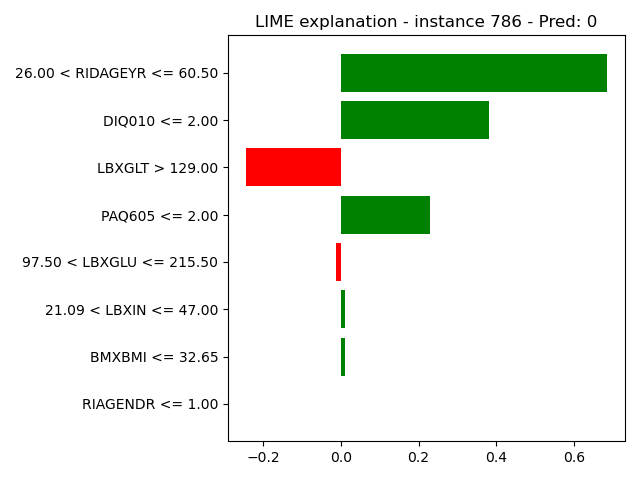 LIME explanation - instance 786 - Pred: 0
26.00 < RIDAGEYR <= 60.50
DIQ010 <= 2.00
LBXGLT > 129.00
PAQ605 <= 2.00
97.50 < LBXGLU <= 215.50
21.09 < LBXIN <= 47.00
BMXBMI <= 32.65
RIAGENDR <= 1.00
−0.2 0.0 0.2 0.4 0.6